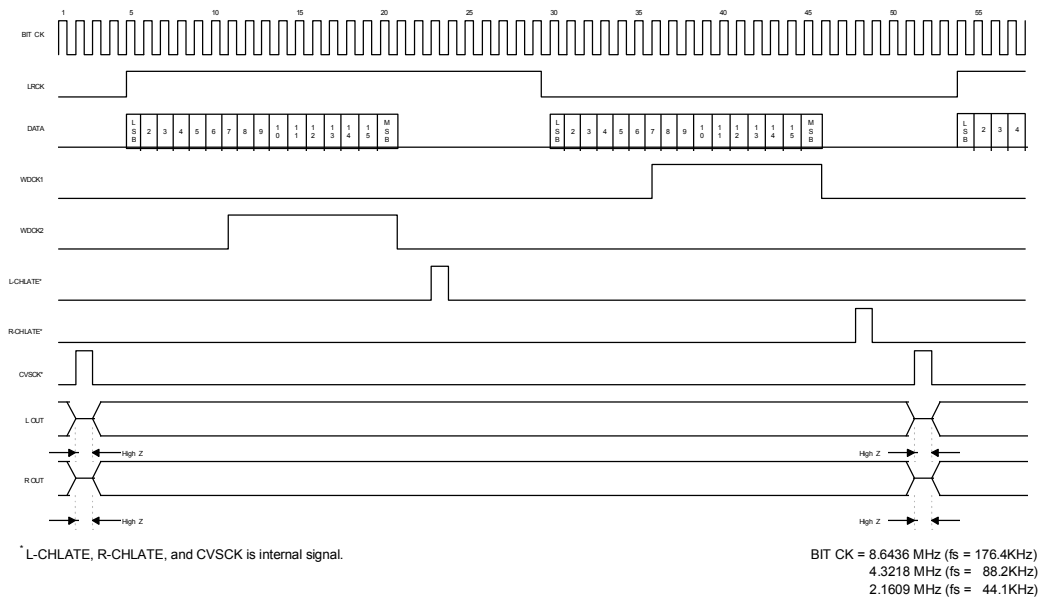 1 5 10 15 20 25 30 35 40 45 50 55
BIT CK
LRCK
DATA
LSB 2 3 4 5 6 7 8 9 10 11 12 13 14 15 MSB LSB 2 3 4 5 6 7 8 9 10 11 12 13 14 15 MSB LSB 2 3 4
WDCK1
WDCK2
L-CHLATE*
R-CHLATE*
CVSCK*
L OUT
High Z High Z
R OUT
High Z High Z
* L-CHLATE, R-CHLATE, and CVSCK is internal signal.
BIT CK = 8.6436 MHz (fs = 176.4KHz)
4.3218 MHz (fs = 88.2KHz)
2.1609 MHz (fs = 44.1KHz)